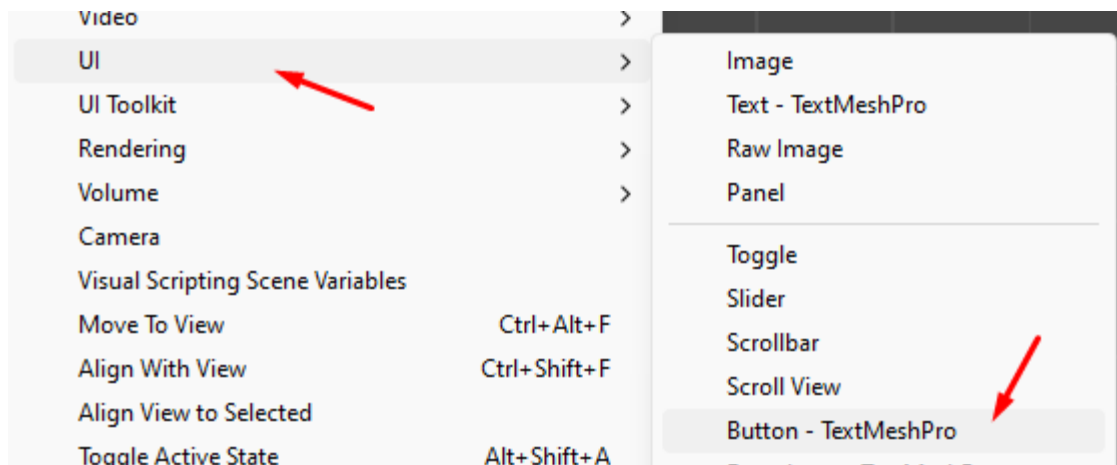 Video
UI
UI Toolkit
Rendering
Volume
Camera
Visual Scripting Scene Variables
Move To View Ctrl+Alt+F
Align With View Ctrl+Shift+F
Align View to Selected
Toggle Active State Alt+Shift+A
Image
Text - TextMeshPro
Raw Image
Panel
Toggle
Slider
Scrollbar
Scroll View
Button - TextMeshPro